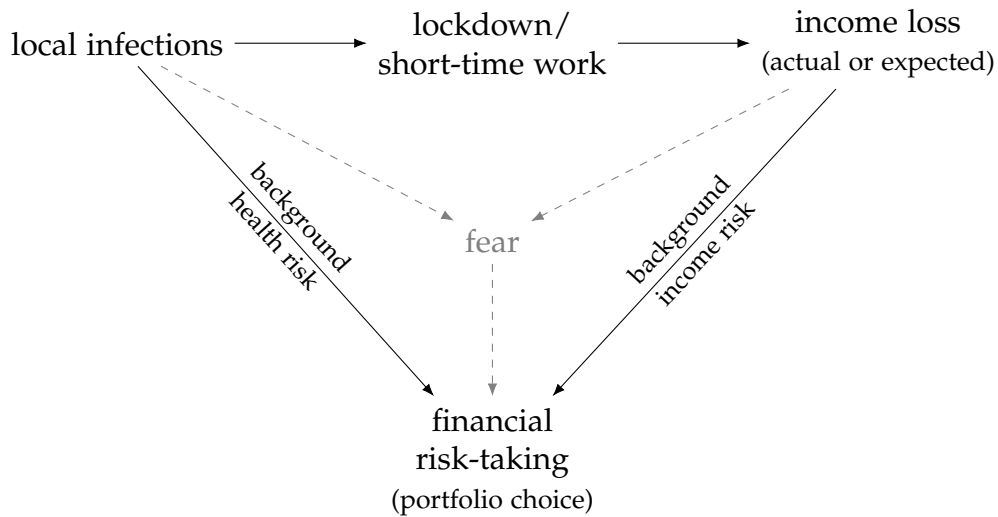 local infections
lockdown/
short-time work
income loss
(actual or expected)
background
health risk
fear
background
income risk
financial
risk-taking
(portfolio choice)